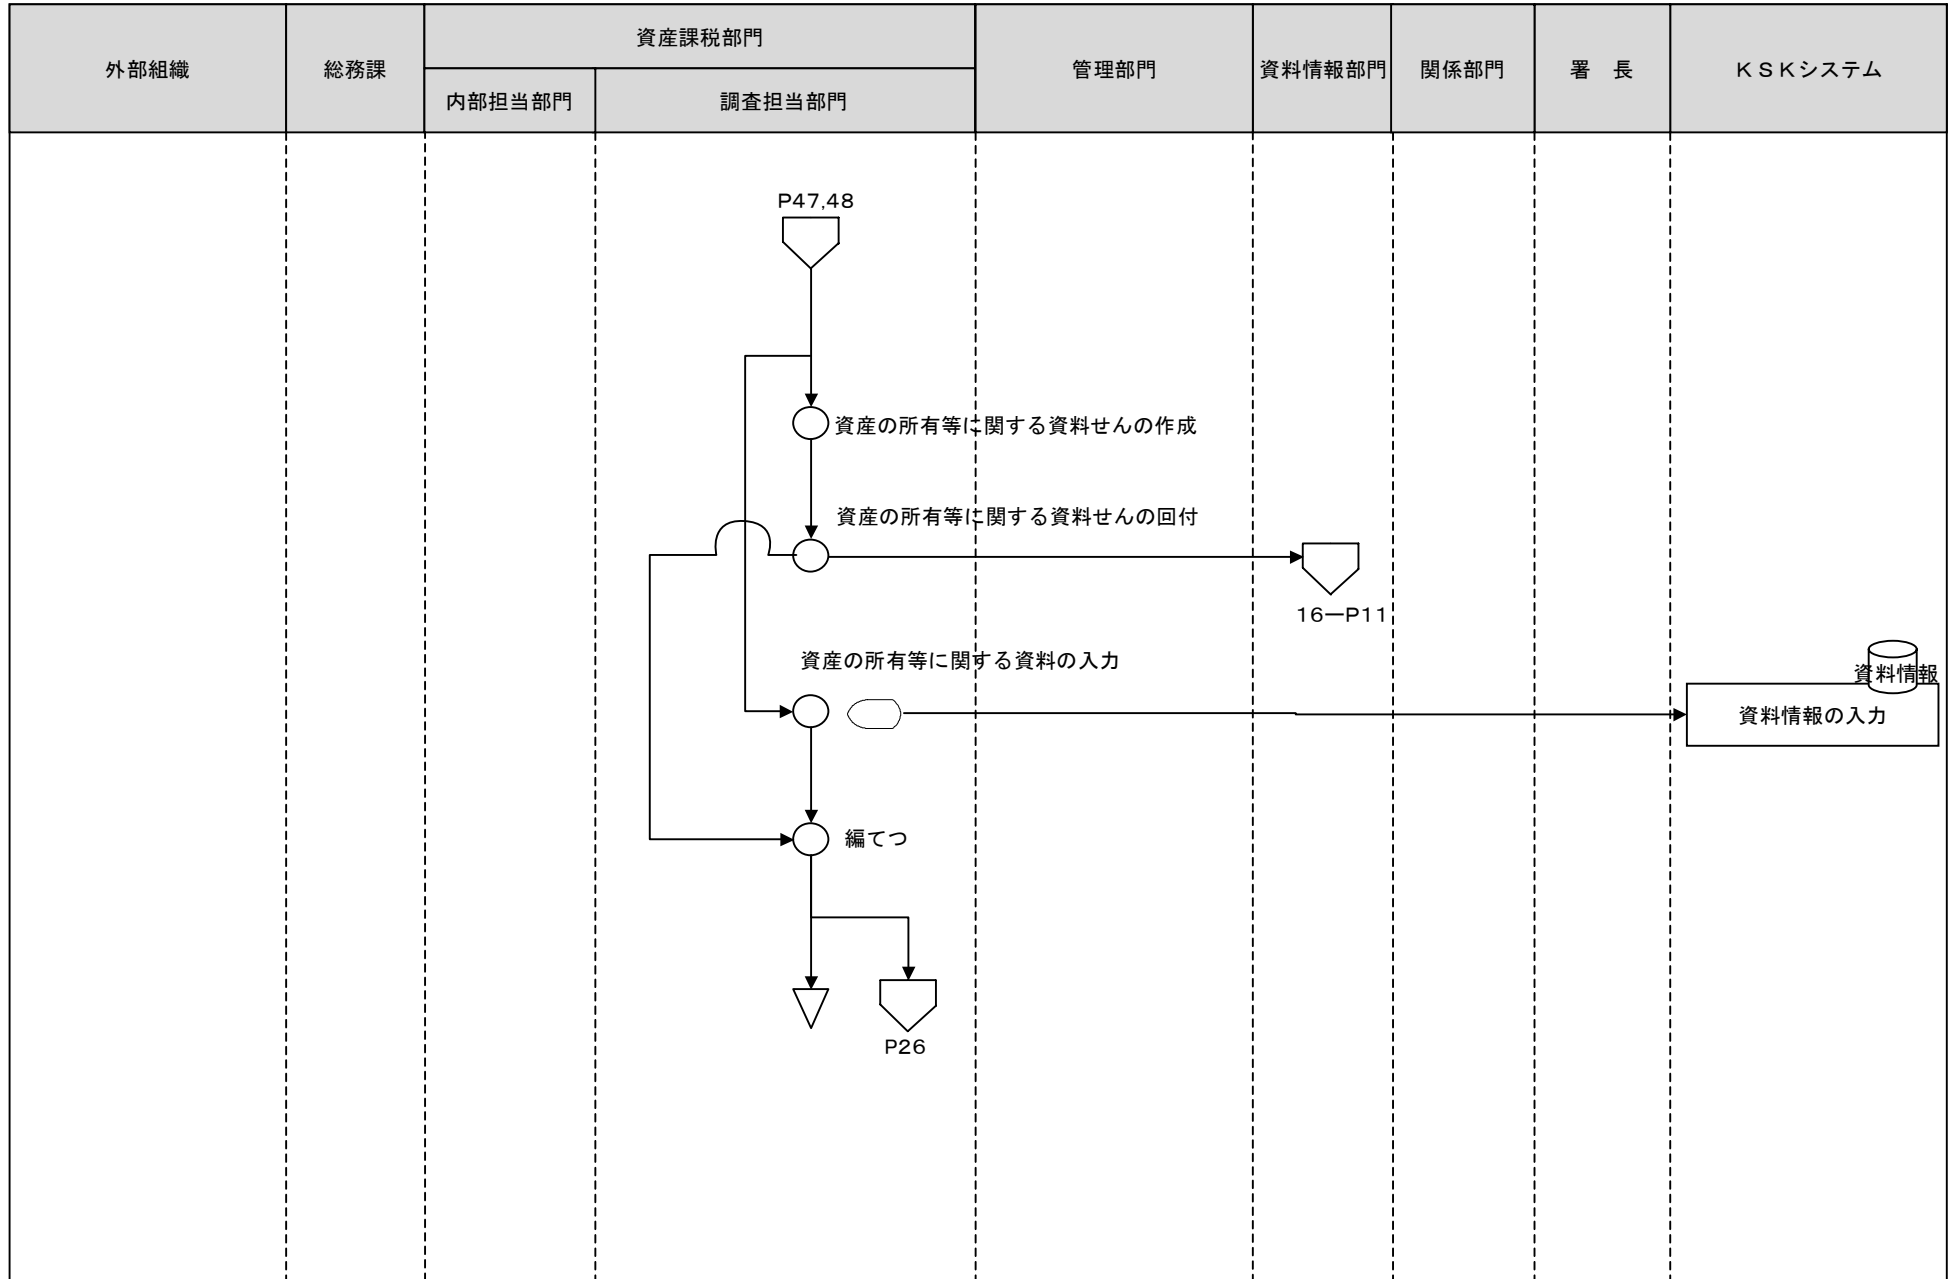 外部組織
総務課
資産課税部門
内部担当部門
調査担当部門
管理部門
資料情報部門
関係部門
署　長
ＫＳＫシステム
P47,48
資産の所有等に関する資料せんの作成
資産の所有等に関する資料せんの回付
16ーP11
資産の所有等に関する資料の入力
資料情報
資料情報の入力
編てつ
P26